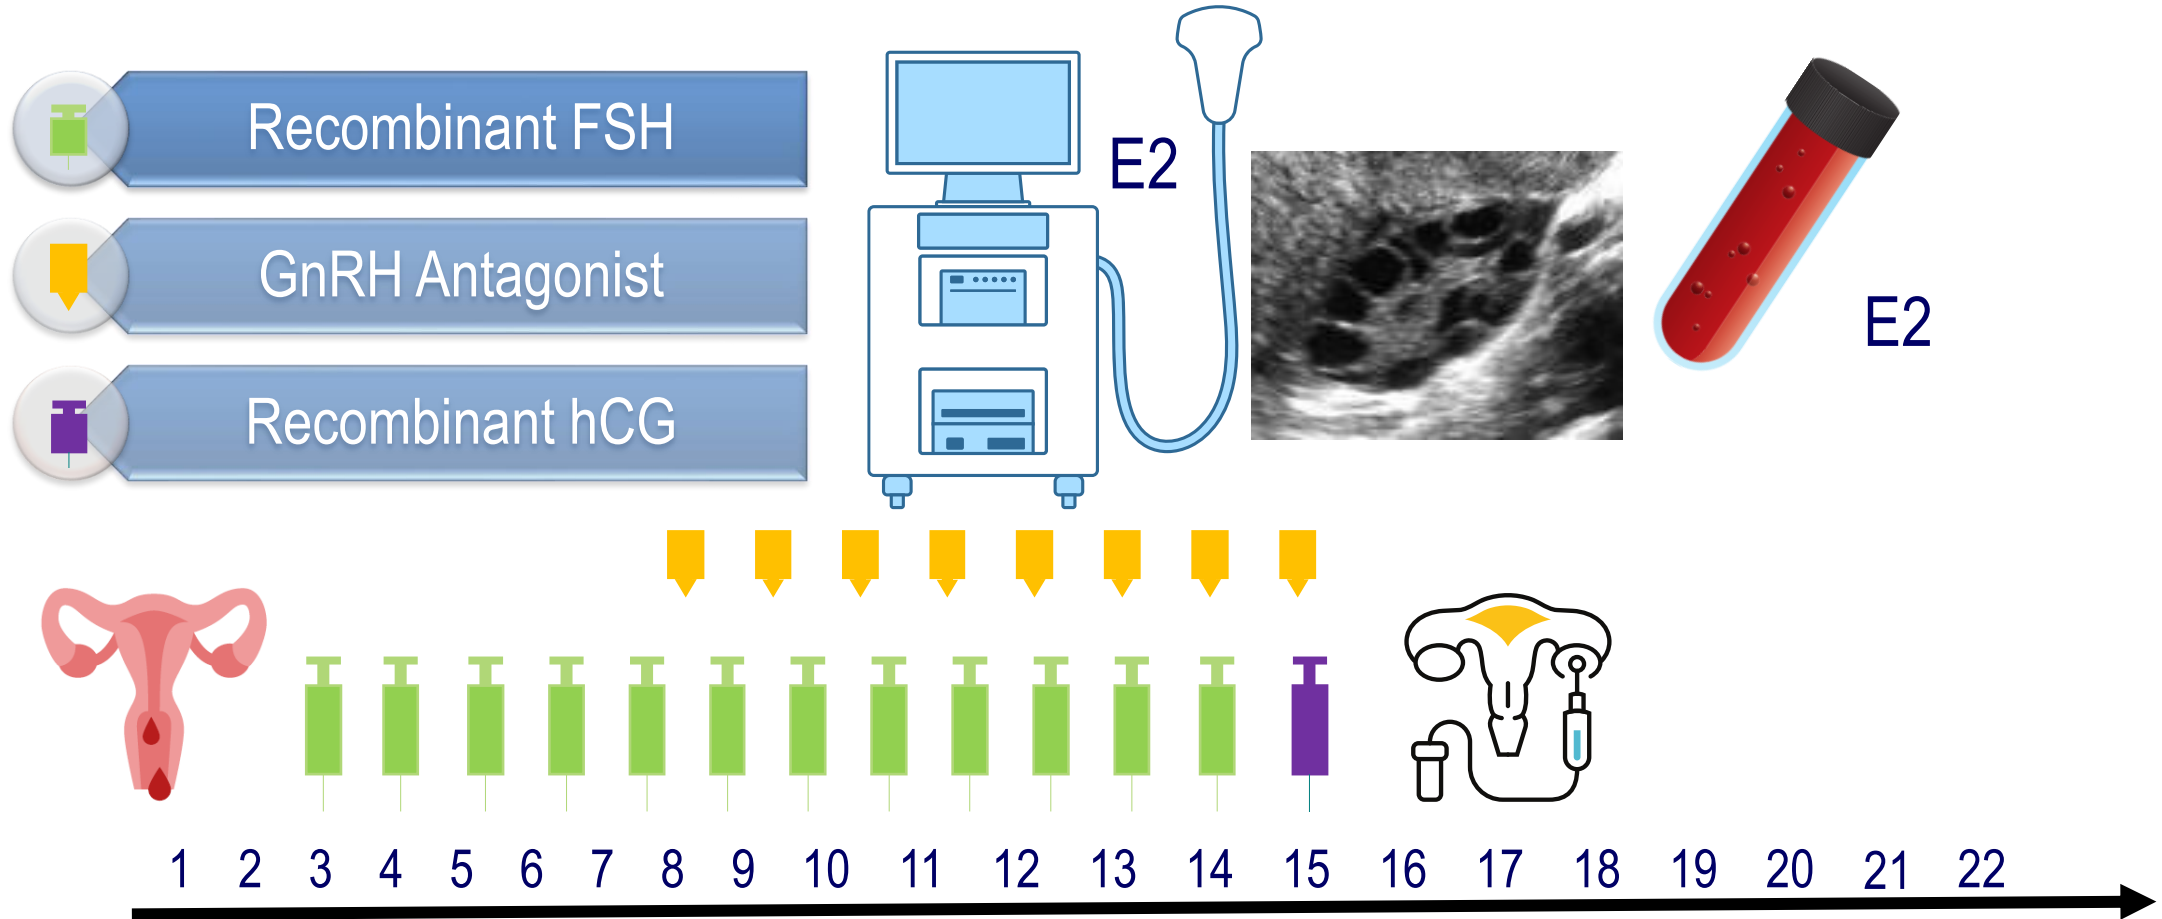 Recombinant FSH
GnRH Antagonist
Recombinant hCG
E2
E2
1 2 3 4 5 6 7 8 9 10 11 12 13 14 15 16 17 18 19 20 21 22